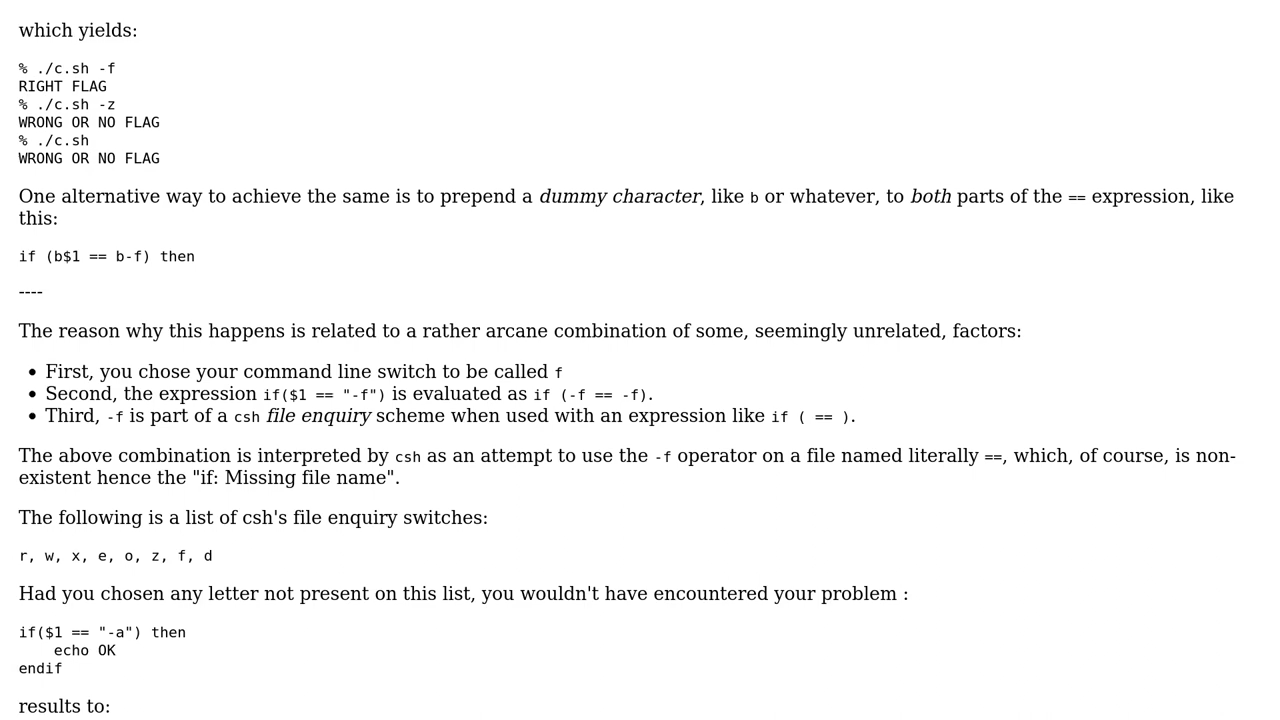 which yields:
% ./c.sh -f
RIGHT FLAG
% ./c.sh -z
WRONG OR NO FLAG
% ./c.sh
WRONG OR NO FLAG
One alternative way to achieve the same is to prepend a dummy character, like b or whatever, to both parts of the == expression, like
this:
if (b$1 == b-f) then
----
The reason why this happens is related to a rather arcane combination of some, seemingly unrelated, factors:
• First, you chose your command line switch to be called f
• Second, the expression if($1 == "-f") is evaluated as if (-f == -f).
• Third, -f is part of a csh file enquiry scheme when used with an expression like if ( == ).
The above combination is interpreted by csh as an attempt to use the -f operator on a file named literally ==, which, of course, is non-
existent hence the "if: Missing file name".
The following is a list of csh's file enquiry switches:
r, w, x, e, o, z, f, d
Had you chosen any letter not present on this list, you wouldn't have encountered your problem :
if($1 == "-a") then
    echo OK
endif
results to: